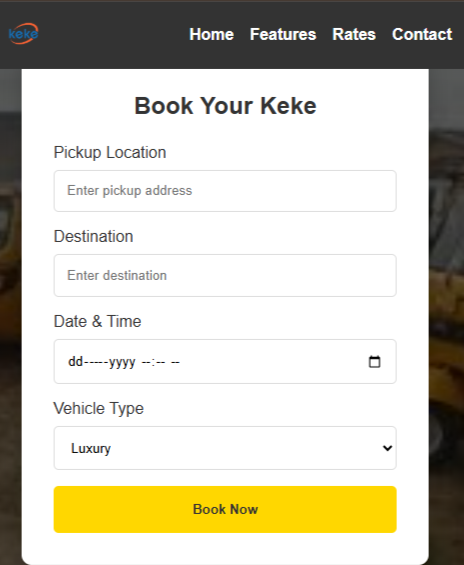 keke
Home Features Rates Contact
Book Your Keke
Pickup Location
Enter pickup address
Destination
Enter destination
Date & Time
dd-----yyyy --:-- --
Vehicle Type
Luxury
Book Now